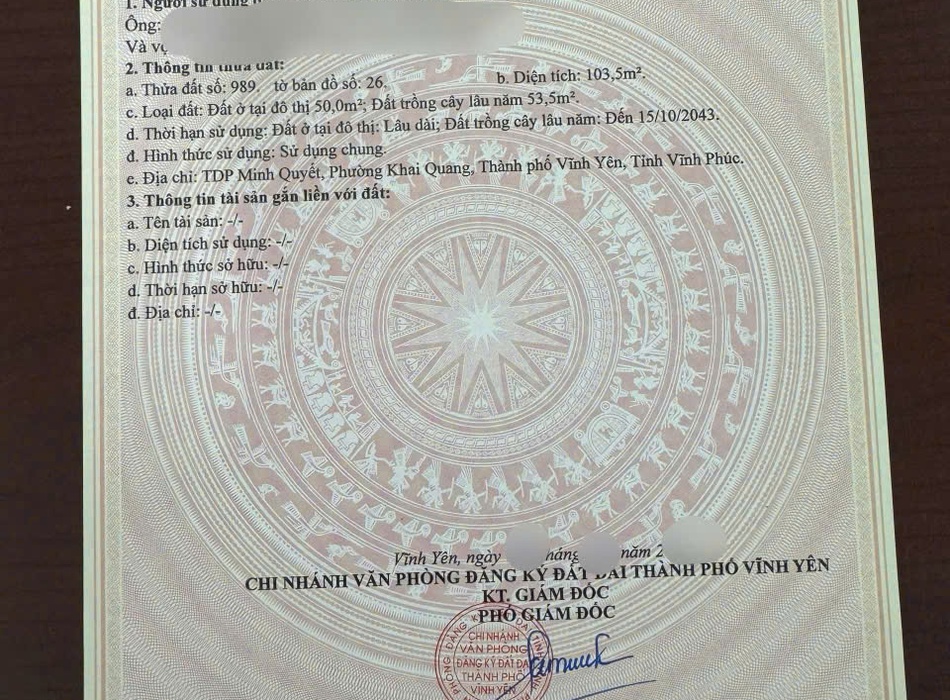 1. Người sử dụng
Ông:
Và vợ
2. Thông tin thửa đất:
a. Thửa đất số: 989, tờ bản đồ số: 26, b. Diện tích: 103,5m².
c. Loại đất: Đất ở tại đô thị 50,0m²; Đất trồng cây lâu năm 53,5m².
d. Thời hạn sử dụng: Đất ở tại đô thị: Lâu dài; Đất trồng cây lâu năm: Đến 15/10/2043.
đ. Hình thức sử dụng: Sử dụng chung.
e. Địa chỉ: TDP Minh Quyết, Phường Khai Quang, Thành phố Vĩnh Yên, Tỉnh Vĩnh Phúc.
3. Thông tin tài sản gắn liền với đất:
a. Tên tài sản: -/-
b. Diện tích sử dụng: -/-
c. Hình thức sở hữu: -/-
d. Thời hạn sở hữu: -/-
đ. Địa chỉ: -/-
Vĩnh Yên, ngày tháng năm 2
CHI NHÁNH VĂN PHÒNG ĐĂNG KÝ ĐẤT ĐAI THÀNH PHỐ VĨNH YÊN
KT. GIÁM ĐỐC
PHÓ GIÁM ĐỐC
CHI NHÁNH
VĂN PHÒNG
ĐĂNG KÝ ĐẤT ĐAI
THÀNH PHỐ
VĨNH YÊN